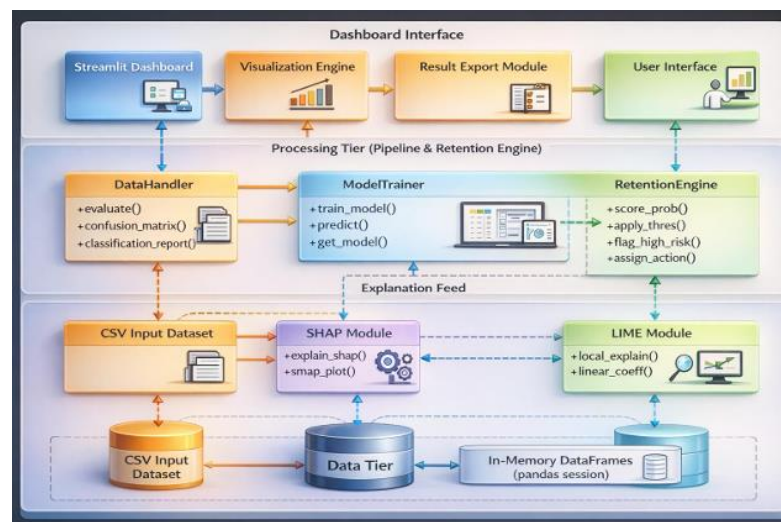 Dashboard Interface
Streamlit Dashboard
Visualization Engine
Result Export Module
User Interface
Processing Tier (Pipeline & Retention Engine)
DataHandler
+evaluate()
+confusion_matrix()
+classification_report()
ModelTrainer
+train_model()
+predict()
+get_model()
RetentionEngine
+score_prob()
+apply_thres()
+flag_high_risk()
+assign_action()
Explanation Feed
CSV Input Dataset
SHAP Module
+explain_shap()
+smap_plot()
LIME Module
+local_explain()
+linear_coeff()
CSV Input
Dataset
Data Tier
In-Memory DataFrames
(pandas session)